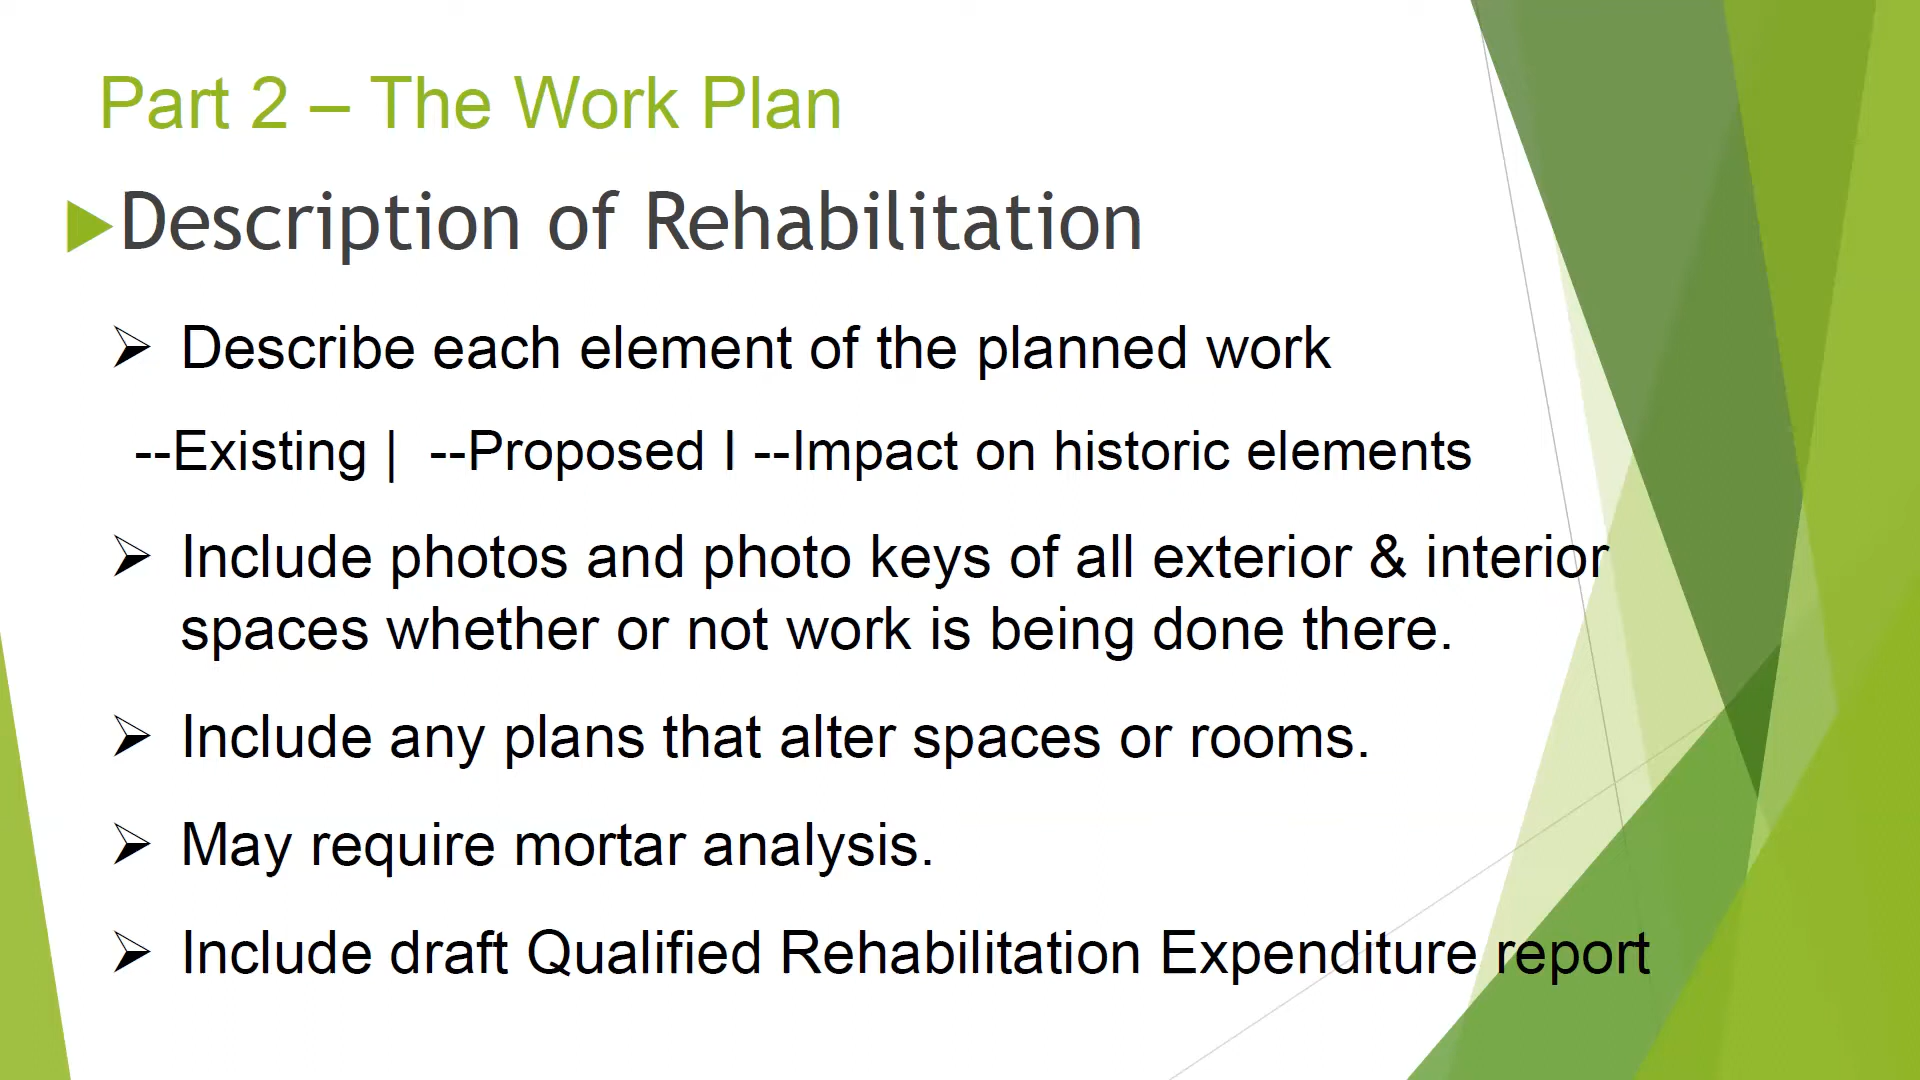 Part 2 – The Work Plan
Description of Rehabilitation
Describe each element of the planned work
--Existing |  --Proposed I --Impact on historic elements
Include photos and photo keys of all exterior & interior
spaces whether or not work is being done there.
Include any plans that alter spaces or rooms.
May require mortar analysis.
Include draft Qualified Rehabilitation Expenditure report